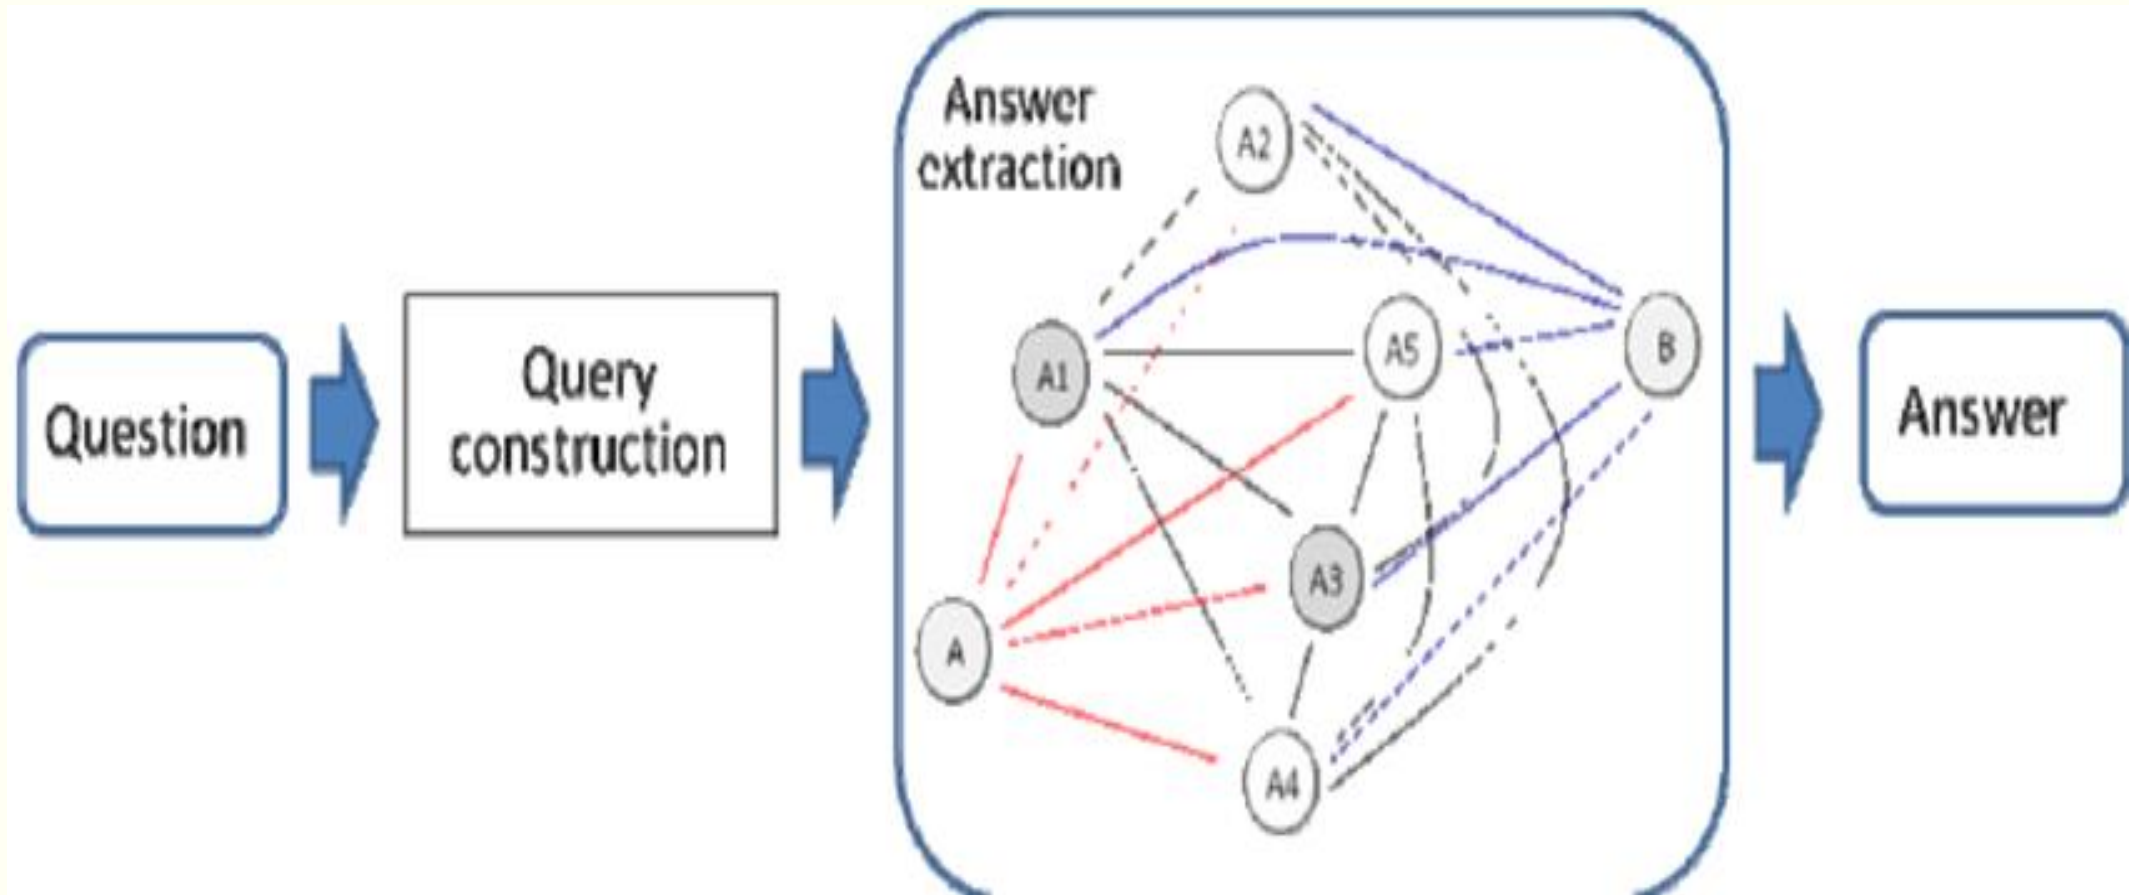 Question
Query
construction
Answer
extraction
A2
A1
A5
B
A3
A
A4
Answer